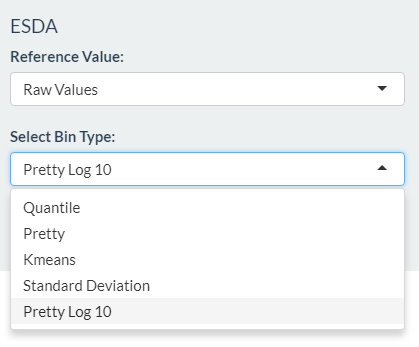 ESDA
Reference Value:
Raw Values
Select Bin Type:
Pretty Log 10
Quantile
Pretty
Kmeans
Standard Deviation
Pretty Log 10